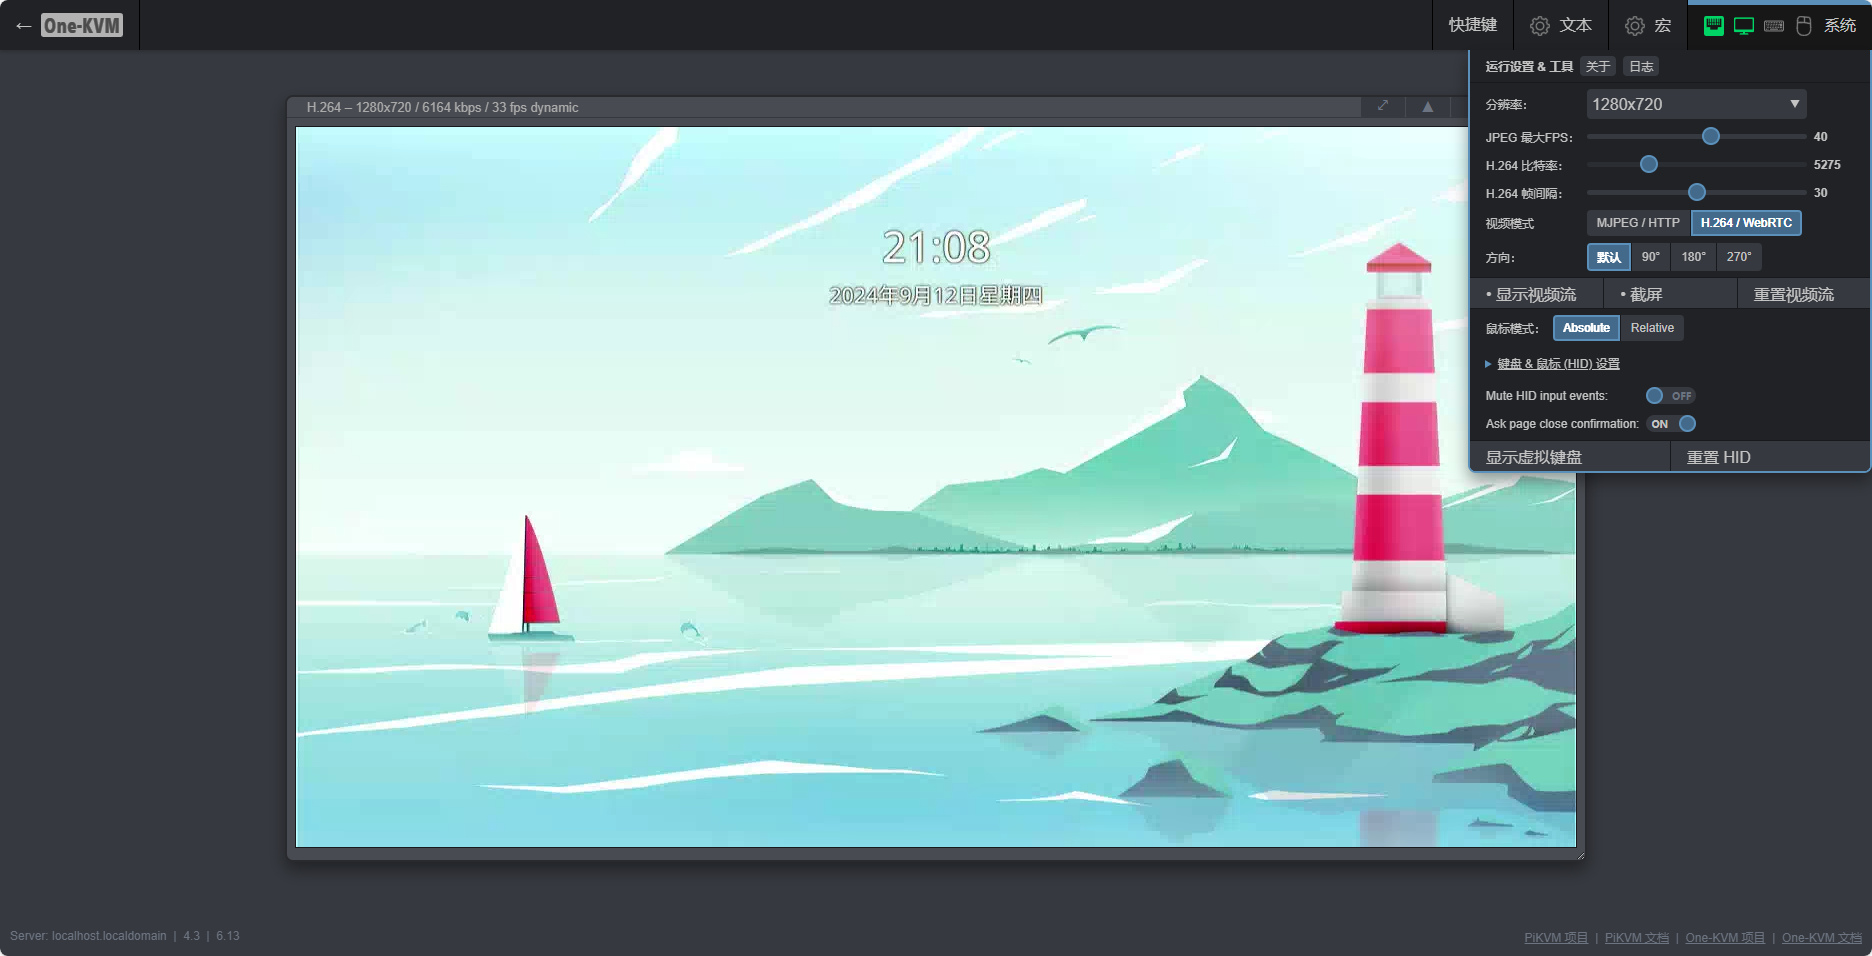 ← One-KVM
快捷键
文本
宏
系统
运行设置 & 工具 关于 日志
H.264 – 1280x720 / 6164 kbps / 33 fps dynamic
分辨率: 1280x720
JPEG 最大FPS: 40
H.264 比特率: 5275
H.264 帧间隔: 30
视频模式 MJPEG / HTTP H.264 / WebRTC
方向: 默认 90° 180° 270°
• 显示视频流 • 截屏 重置视频流
鼠标模式: Absolute Relative
键盘 & 鼠标 (HID) 设置
Mute HID input events: OFF
Ask page close confirmation: ON
显示虚拟键盘 重置 HID
21:08
2024年9月12日星期四
Server: localhost.localdomain | 4.3 | 6.13
PiKVM 项目 | PiKVM 文档 | One-KVM 项目 | One-KVM 文档